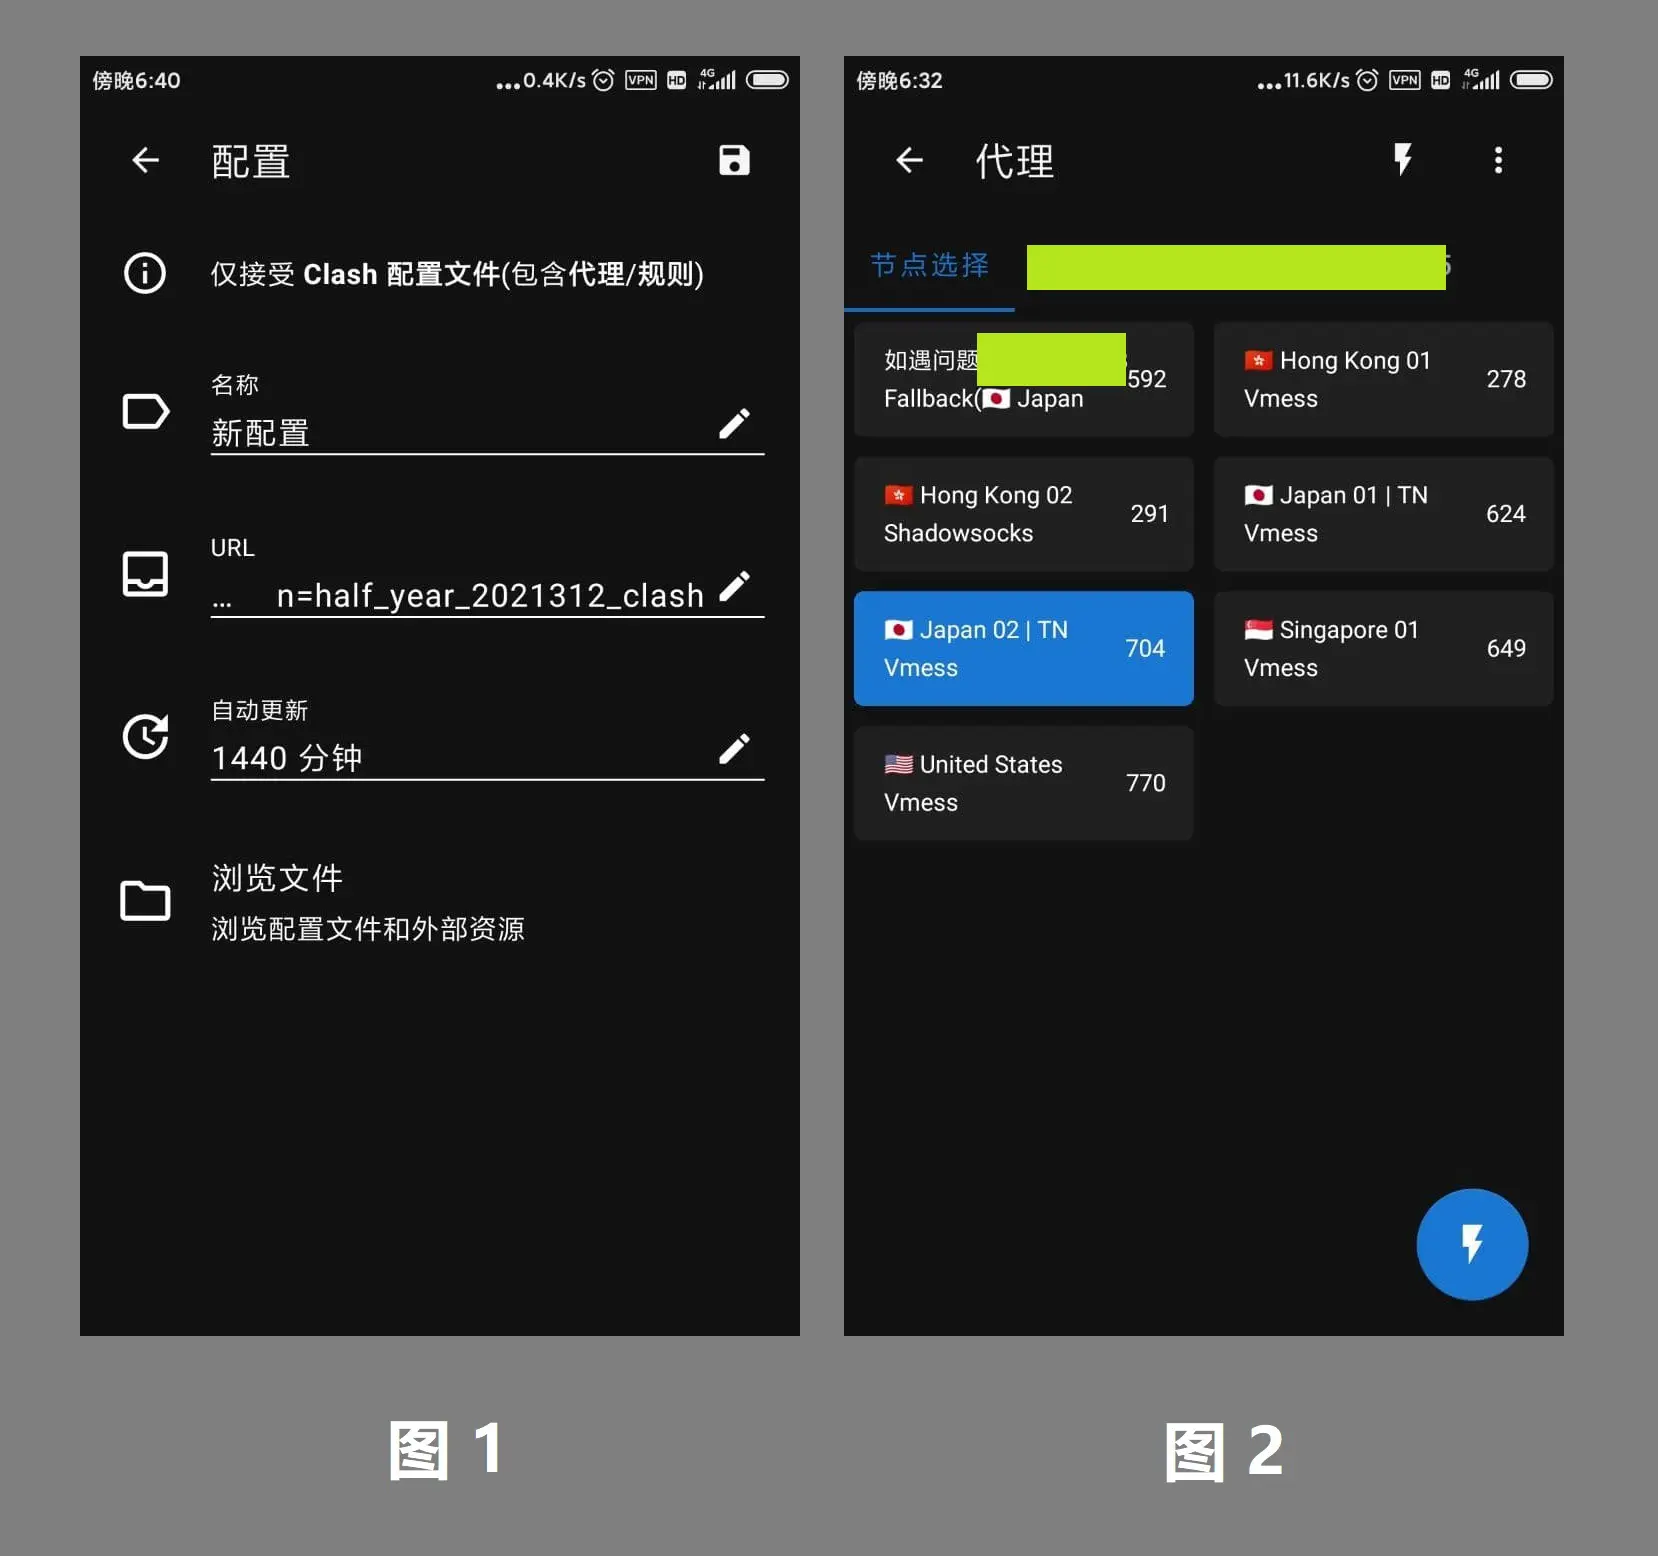 傍晚6:40
...0.4K/s VPN HD 4G
配置
仅接受 Clash 配置文件(包含代理/规则)
名称
新配置
URL
... n=half_year_2021312_clash
自动更新
1440 分钟
浏览文件
浏览配置文件和外部资源
图 1
傍晚6:32
...11.6K/s VPN HD 4G
代理
节点选择
如遇问题
Fallback(🇯🇵 Japan
592
🇭🇰 Hong Kong 01
Vmess
278
🇭🇰 Hong Kong 02
Shadowsocks
291
🇯🇵 Japan 01 | TN
Vmess
624
🇯🇵 Japan 02 | TN
Vmess
704
🇸🇬 Singapore 01
Vmess
649
🇺🇸 United States
Vmess
770
图 2